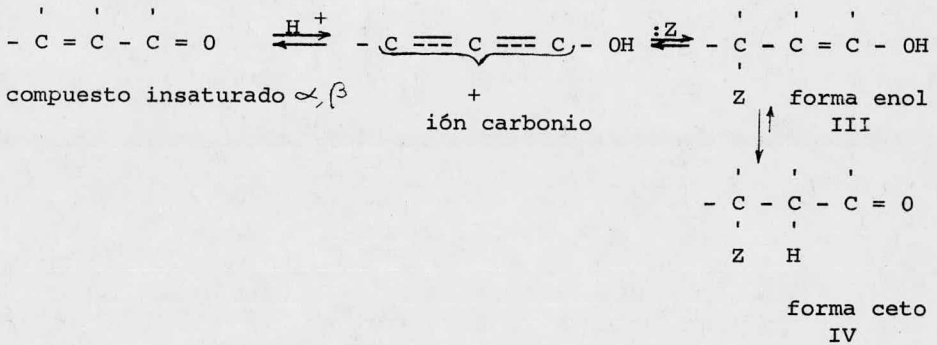 - C = C - C = O   H +   - C === C === C - OH   :Z   - C - C = C - OH
compuesto insaturado α,β   +   Z   forma enol
ión carbonio   III
- C - C - C = O
Z   H
forma ceto
IV